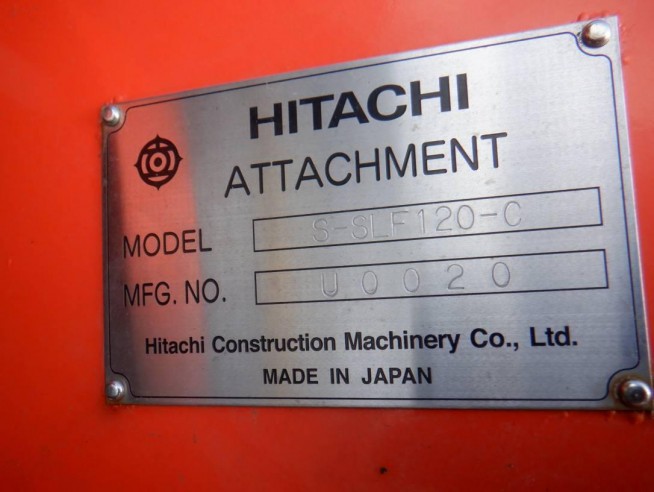 HITACHI
ATTACHMENT
MODEL S-SLF120-C
MFG. NO. U0020
Hitachi Construction Machinery Co., Ltd.
MADE IN JAPAN